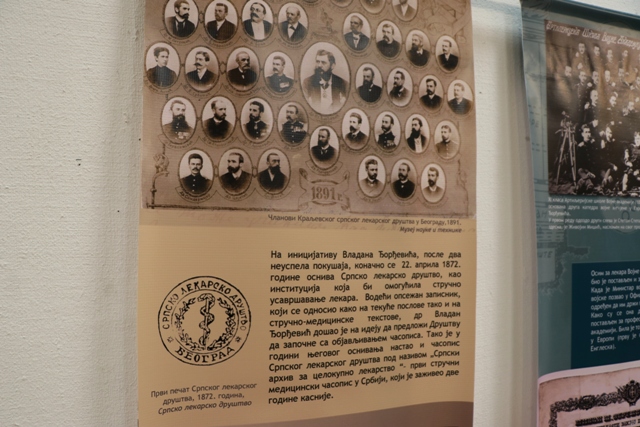 1891.
Чланови Краљевског српског лекарског друштва у Београду, 1891.
Музеј науке и технике
На иницијативу Владана Ђорђевића, после два
неуспела покушаја, коначно се 22. априла 1872.
године оснива Српско лекарско друштво, као
институција која би омогућила стручно
усавршавање лекара. Водећи опсежан записник,
који се односио како на текуће послове тако и на
стручно-медицинске текстове, др Владан
Ђорђевић дошао је на идеју да предложи Друштву
да започне са објављивањем часописа. Тако је у
години његовог оснивања настао и часопис
Српског лекарског друштва под називом „Српски
архив за целокупно лекарство “- први стручни
медицински часопис у Србији, који је заживео две
године касније.
СРПСКО ЛЕКАРСКО ДРУШТВО
БЕОГРАД
Први печат Српског лекарског
друштва, 1872. година,
Српско лекарско друштво